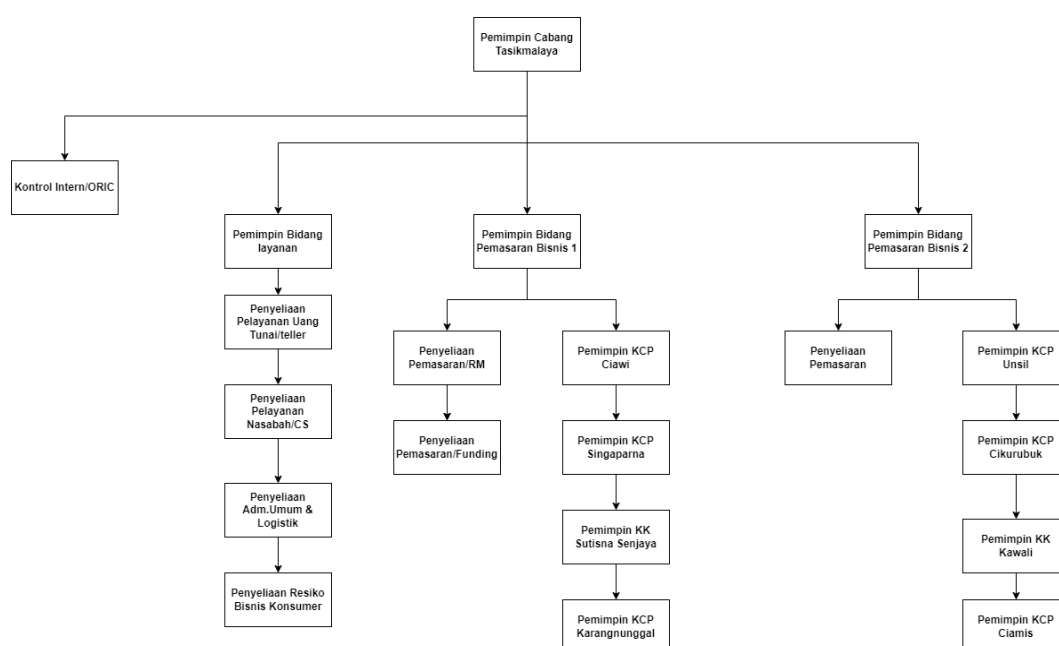 Pemimpin Cabang
Tasikmalaya
Kontrol Intern/ORIC
Pemimpin Bidang
layanan
Pemimpin Bidang
Pemasaran Bisnis 1
Pemimpin Bidang
Pemasaran Bisnis 2
Penyeliaan
Pelayanan Uang
Tunai/teller
Penyeliaan
Pemasaran/RM
Pemimpin KCP
Ciawi
Penyeliaan
Pemasaran
Pemimpin KCP
Unsil
Penyeliaan
Pelayanan
Nasabah/CS
Penyeliaan
Pemasaran/Funding
Pemimpin KCP
Singaparna
Pemimpin KCP
Cikurubuk
Penyeliaan
Adm.Umum &
Logistik
Pemimpin KK
Sutisna Senjaya
Pemimpin KK
Kawali
Penyeliaan Resiko
Bisnis Konsumer
Pemimpin KCP
Karangnunggal
Pemimpin KCP
Ciamis